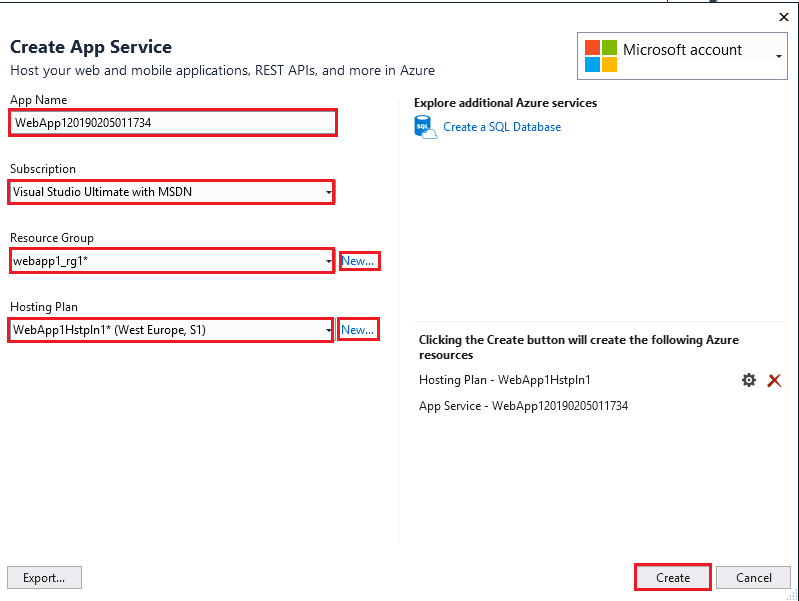 Create App Service
Host your web and mobile applications, REST APIs, and more in Azure
Microsoft account
App Name
WebApp120190205011734
Subscription
Visual Studio Ultimate with MSDN
Resource Group
webapp1_rg1*
New...
Hosting Plan
WebApp1Hstpln1* (West Europe, S1)
New...
Explore additional Azure services
SQL
Create a SQL Database
Clicking the Create button will create the following Azure
resources
Hosting Plan - WebApp1Hstpln1
App Service - WebApp120190205011734
Export...
Create
Cancel